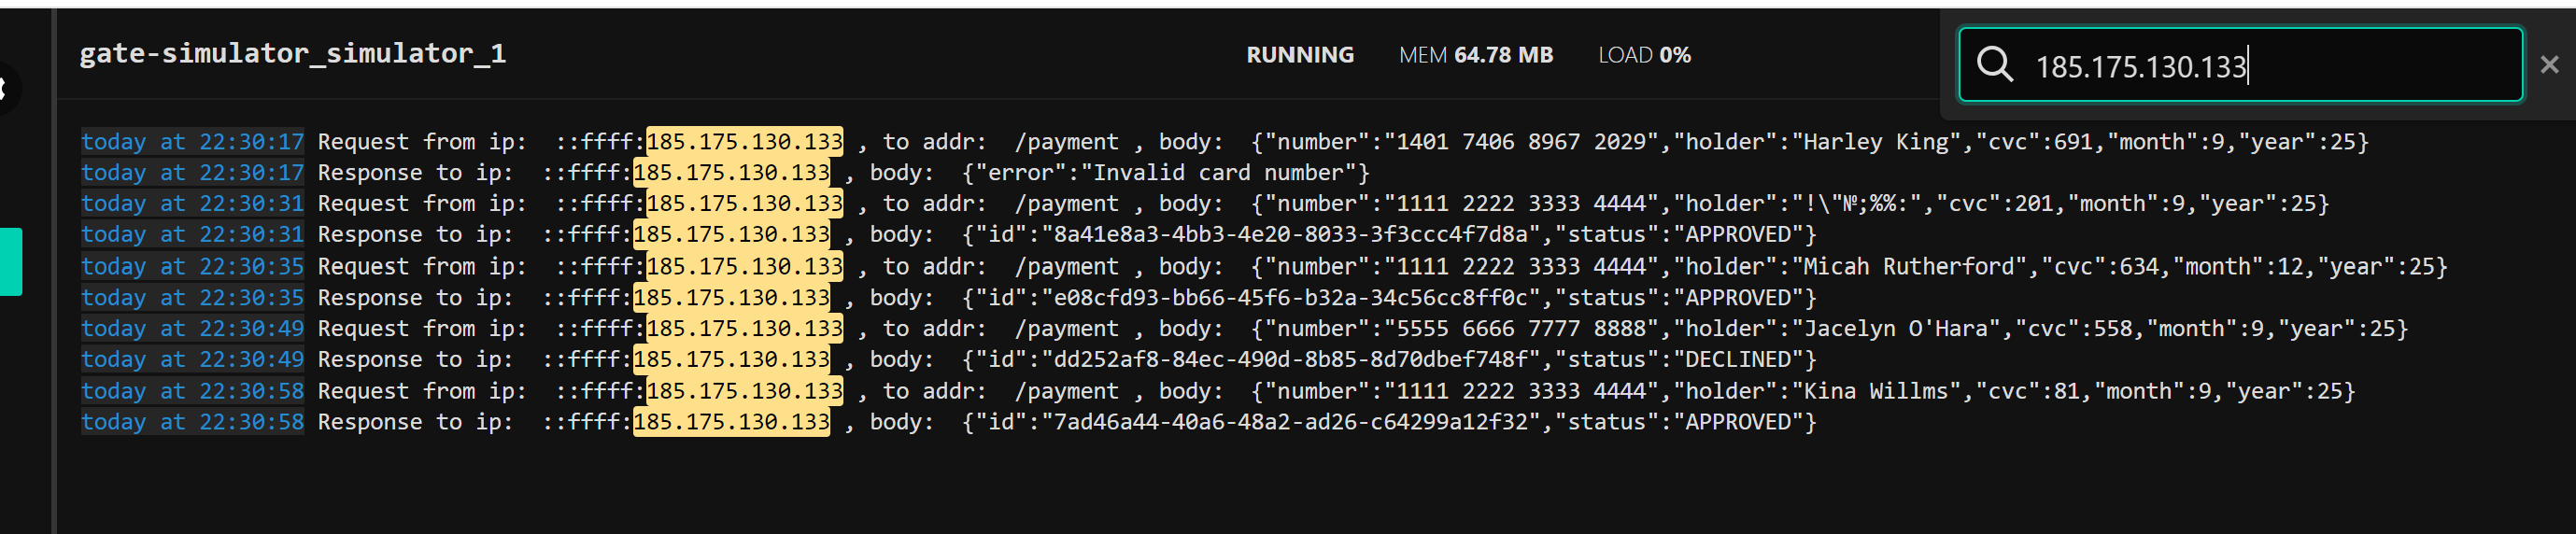 gate-simulator_simulator_1 RUNNING MEM 64.78 MB LOAD 0% 185.175.130.133 ×
today at 22:30:17 Request from ip:  ::ffff:185.175.130.133 , to addr:  /payment , body:  {"number":"1401 7406 8967 2029","holder":"Harley King","cvc":691,"month":9,"year":25}
today at 22:30:17 Response to ip:  ::ffff:185.175.130.133 , body:  {"error":"Invalid card number"}
today at 22:30:31 Request from ip:  ::ffff:185.175.130.133 , to addr:  /payment , body:  {"number":"1111 2222 3333 4444","holder":"!\"№;%%:","cvc":201,"month":9,"year":25}
today at 22:30:31 Response to ip:  ::ffff:185.175.130.133 , body:  {"id":"8a41e8a3-4bb3-4e20-8033-3f3ccc4f7d8a","status":"APPROVED"}
today at 22:30:35 Request from ip:  ::ffff:185.175.130.133 , to addr:  /payment , body:  {"number":"1111 2222 3333 4444","holder":"Micah Rutherford","cvc":634,"month":12,"year":25}
today at 22:30:35 Response to ip:  ::ffff:185.175.130.133 , body:  {"id":"e08cfd93-bb66-45f6-b32a-34c56cc8ff0c","status":"APPROVED"}
today at 22:30:49 Request from ip:  ::ffff:185.175.130.133 , to addr:  /payment , body:  {"number":"5555 6666 7777 8888","holder":"Jacelyn O'Hara","cvc":558,"month":9,"year":25}
today at 22:30:49 Response to ip:  ::ffff:185.175.130.133 , body:  {"id":"dd252af8-84ec-490d-8b85-8d70dbef748f","status":"DECLINED"}
today at 22:30:58 Request from ip:  ::ffff:185.175.130.133 , to addr:  /payment , body:  {"number":"1111 2222 3333 4444","holder":"Kina Willms","cvc":81,"month":9,"year":25}
today at 22:30:58 Response to ip:  ::ffff:185.175.130.133 , body:  {"id":"7ad46a44-40a6-48a2-ad26-c64299a12f32","status":"APPROVED"}